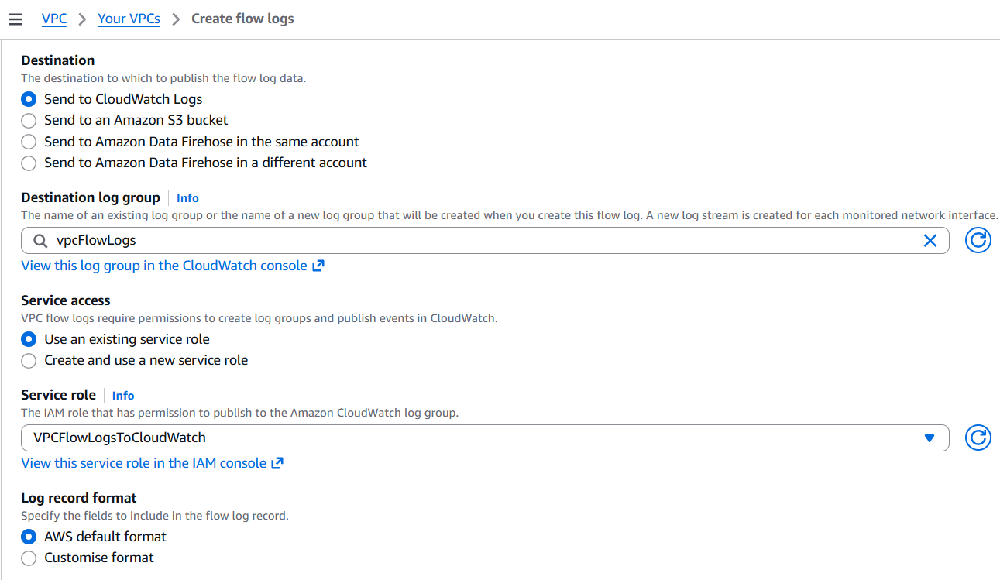 VPC > Your VPCs > Create flow logs
Destination
The destination to which to publish the flow log data.
Send to CloudWatch Logs
Send to an Amazon S3 bucket
Send to Amazon Data Firehose in the same account
Send to Amazon Data Firehose in a different account
Destination log group | Info
The name of an existing log group or the name of a new log group that will be created when you create this flow log. A new log stream is created for each monitored network interface.
vpcFlowLogs
View this log group in the CloudWatch console
Service access
VPC flow logs require permissions to create log groups and publish events in CloudWatch.
Use an existing service role
Create and use a new service role
Service role | Info
The IAM role that has permission to publish to the Amazon CloudWatch log group.
VPCFlowLogsToCloudWatch
View this service role in the IAM console
Log record format
Specify the fields to include in the flow log record.
AWS default format
Customise format